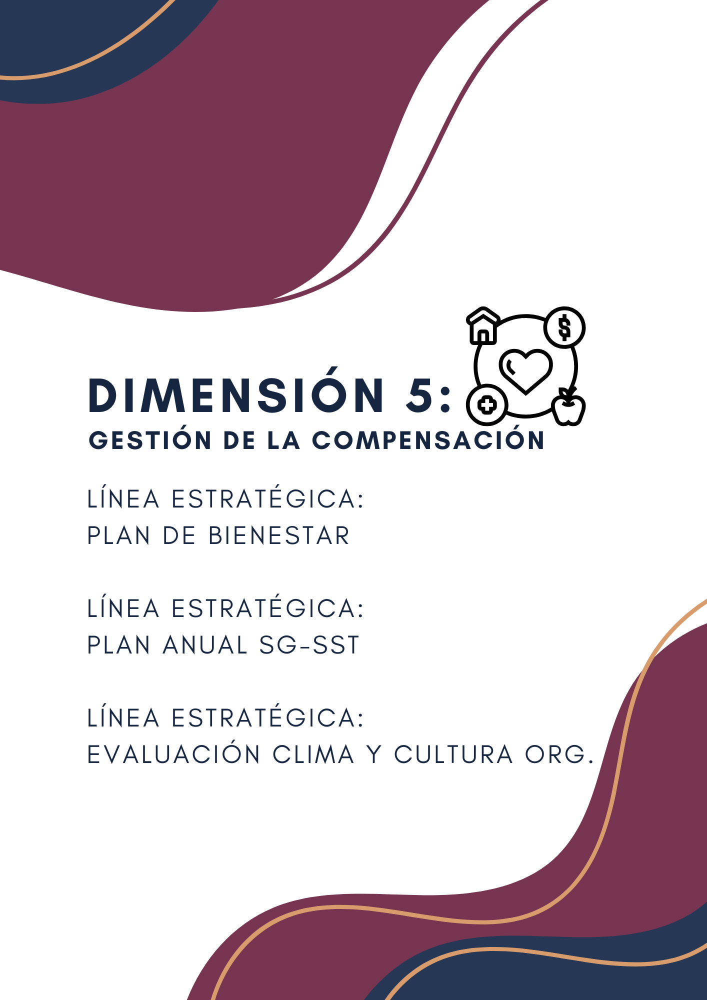 DIMENSIÓN 5:
GESTIÓN DE LA COMPENSACIÓN
LÍNEA ESTRATÉGICA:
PLAN DE BIENESTAR
LÍNEA ESTRATÉGICA:
PLAN ANUAL SG-SST
LÍNEA ESTRATÉGICA:
EVALUACIÓN CLIMA Y CULTURA ORG.